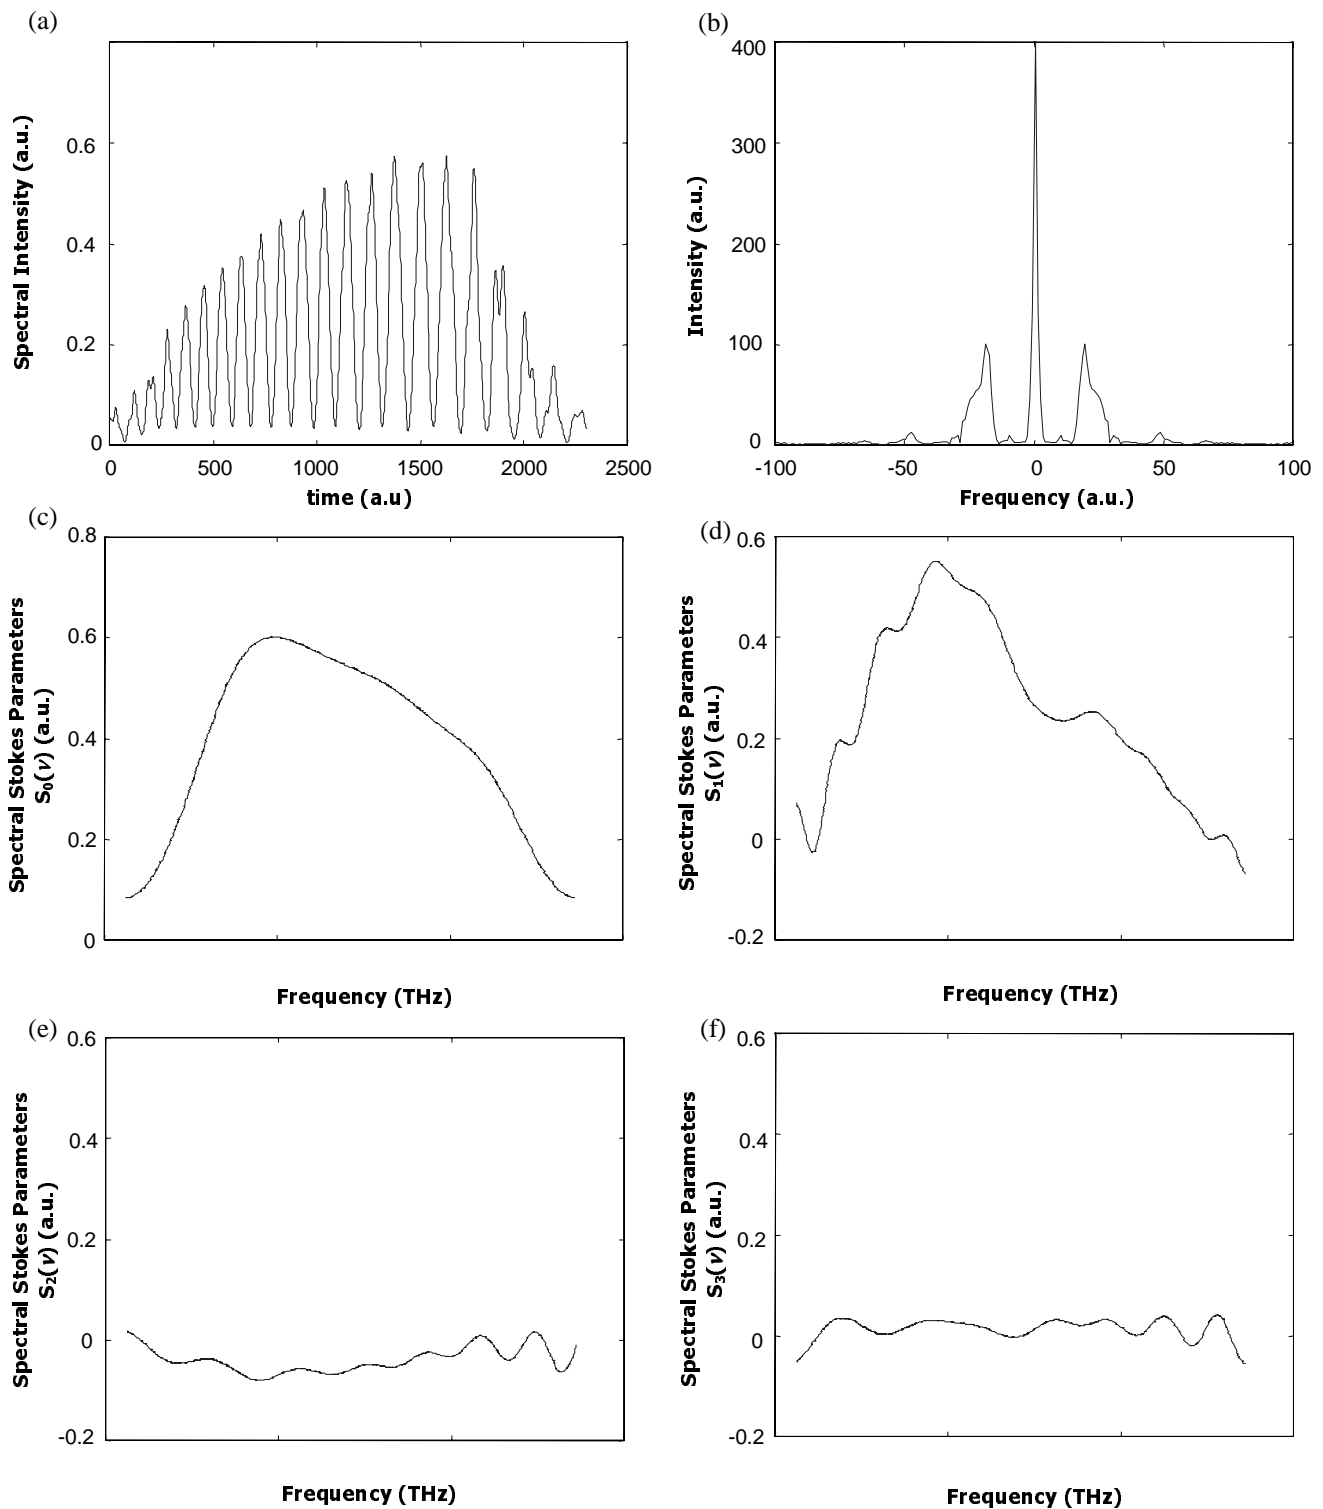 (a)
Spectral Intensity (a.u.)
0.6
0.4
0.2
0
0 500 1000 1500 2000 2500
time (a.u)
(b)
Intensity (a.u.)
400
300
200
100
0
-100 -50 0 50 100
Frequency (a.u.)
(c)
Spectral Stokes Parameters
S₀(ν) (a.u.)
0.8
0.6
0.4
0.2
0
Frequency (THz)
(d)
Spectral Stokes Parameters
S₁(ν) (a.u.)
0.6
0.4
0.2
0
-0.2
Frequency (THz)
(e)
Spectral Stokes Parameters
S₂(ν) (a.u.)
0.6
0.4
0.2
0
-0.2
Frequency (THz)
(f)
Spectral Stokes Parameters
S₃(ν) (a.u.)
0.6
0.4
0.2
0
-0.2
Frequency (THz)